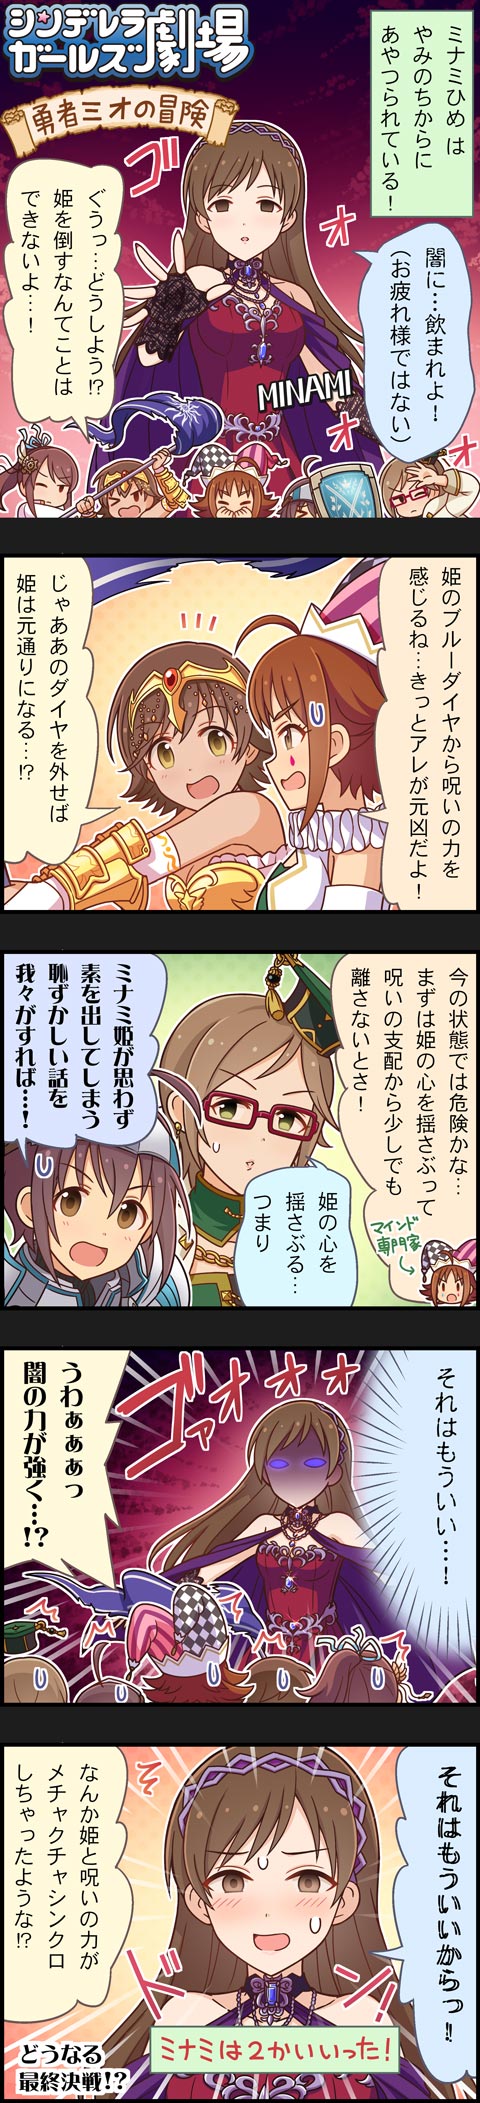 シンデレラ
ガールズ劇場
勇者ミオの冒険
ミナミひめ は
やみのちからに
あやつられている!
闇に…飲まれよ!
(お疲れ様ではない)
ゴ
オ
オ
オ
MINAMI
ぐうっ…どうしよう!?
姫を倒すなんてことは
できないよ…!
姫のブルーダイヤから呪いの力を
感じるね…きっとアレが元凶だよ!
じゃああのダイヤを外せば
姫は元通りになる…!?
今の状態では危険かな…
まずは姫の心を揺さぶって
呪いの支配から少しでも
離さないとさ!
マインド
専門家
姫の心を
揺さぶる…
つまり
ミナミ姫が思わず
素を出してしまう
恥ずかしい話を
我々がすれば…!
それはもういい…!
ゴァオオオ
うわぁぁぁっ
闇の力が強く…!?
それはもういいからっ!!
なんか姫と呪いの力が
メチャクチャシンクロ
しちゃったような!?
ドン!
ミナミは2かいいった!
どうなる
最終決戦!?